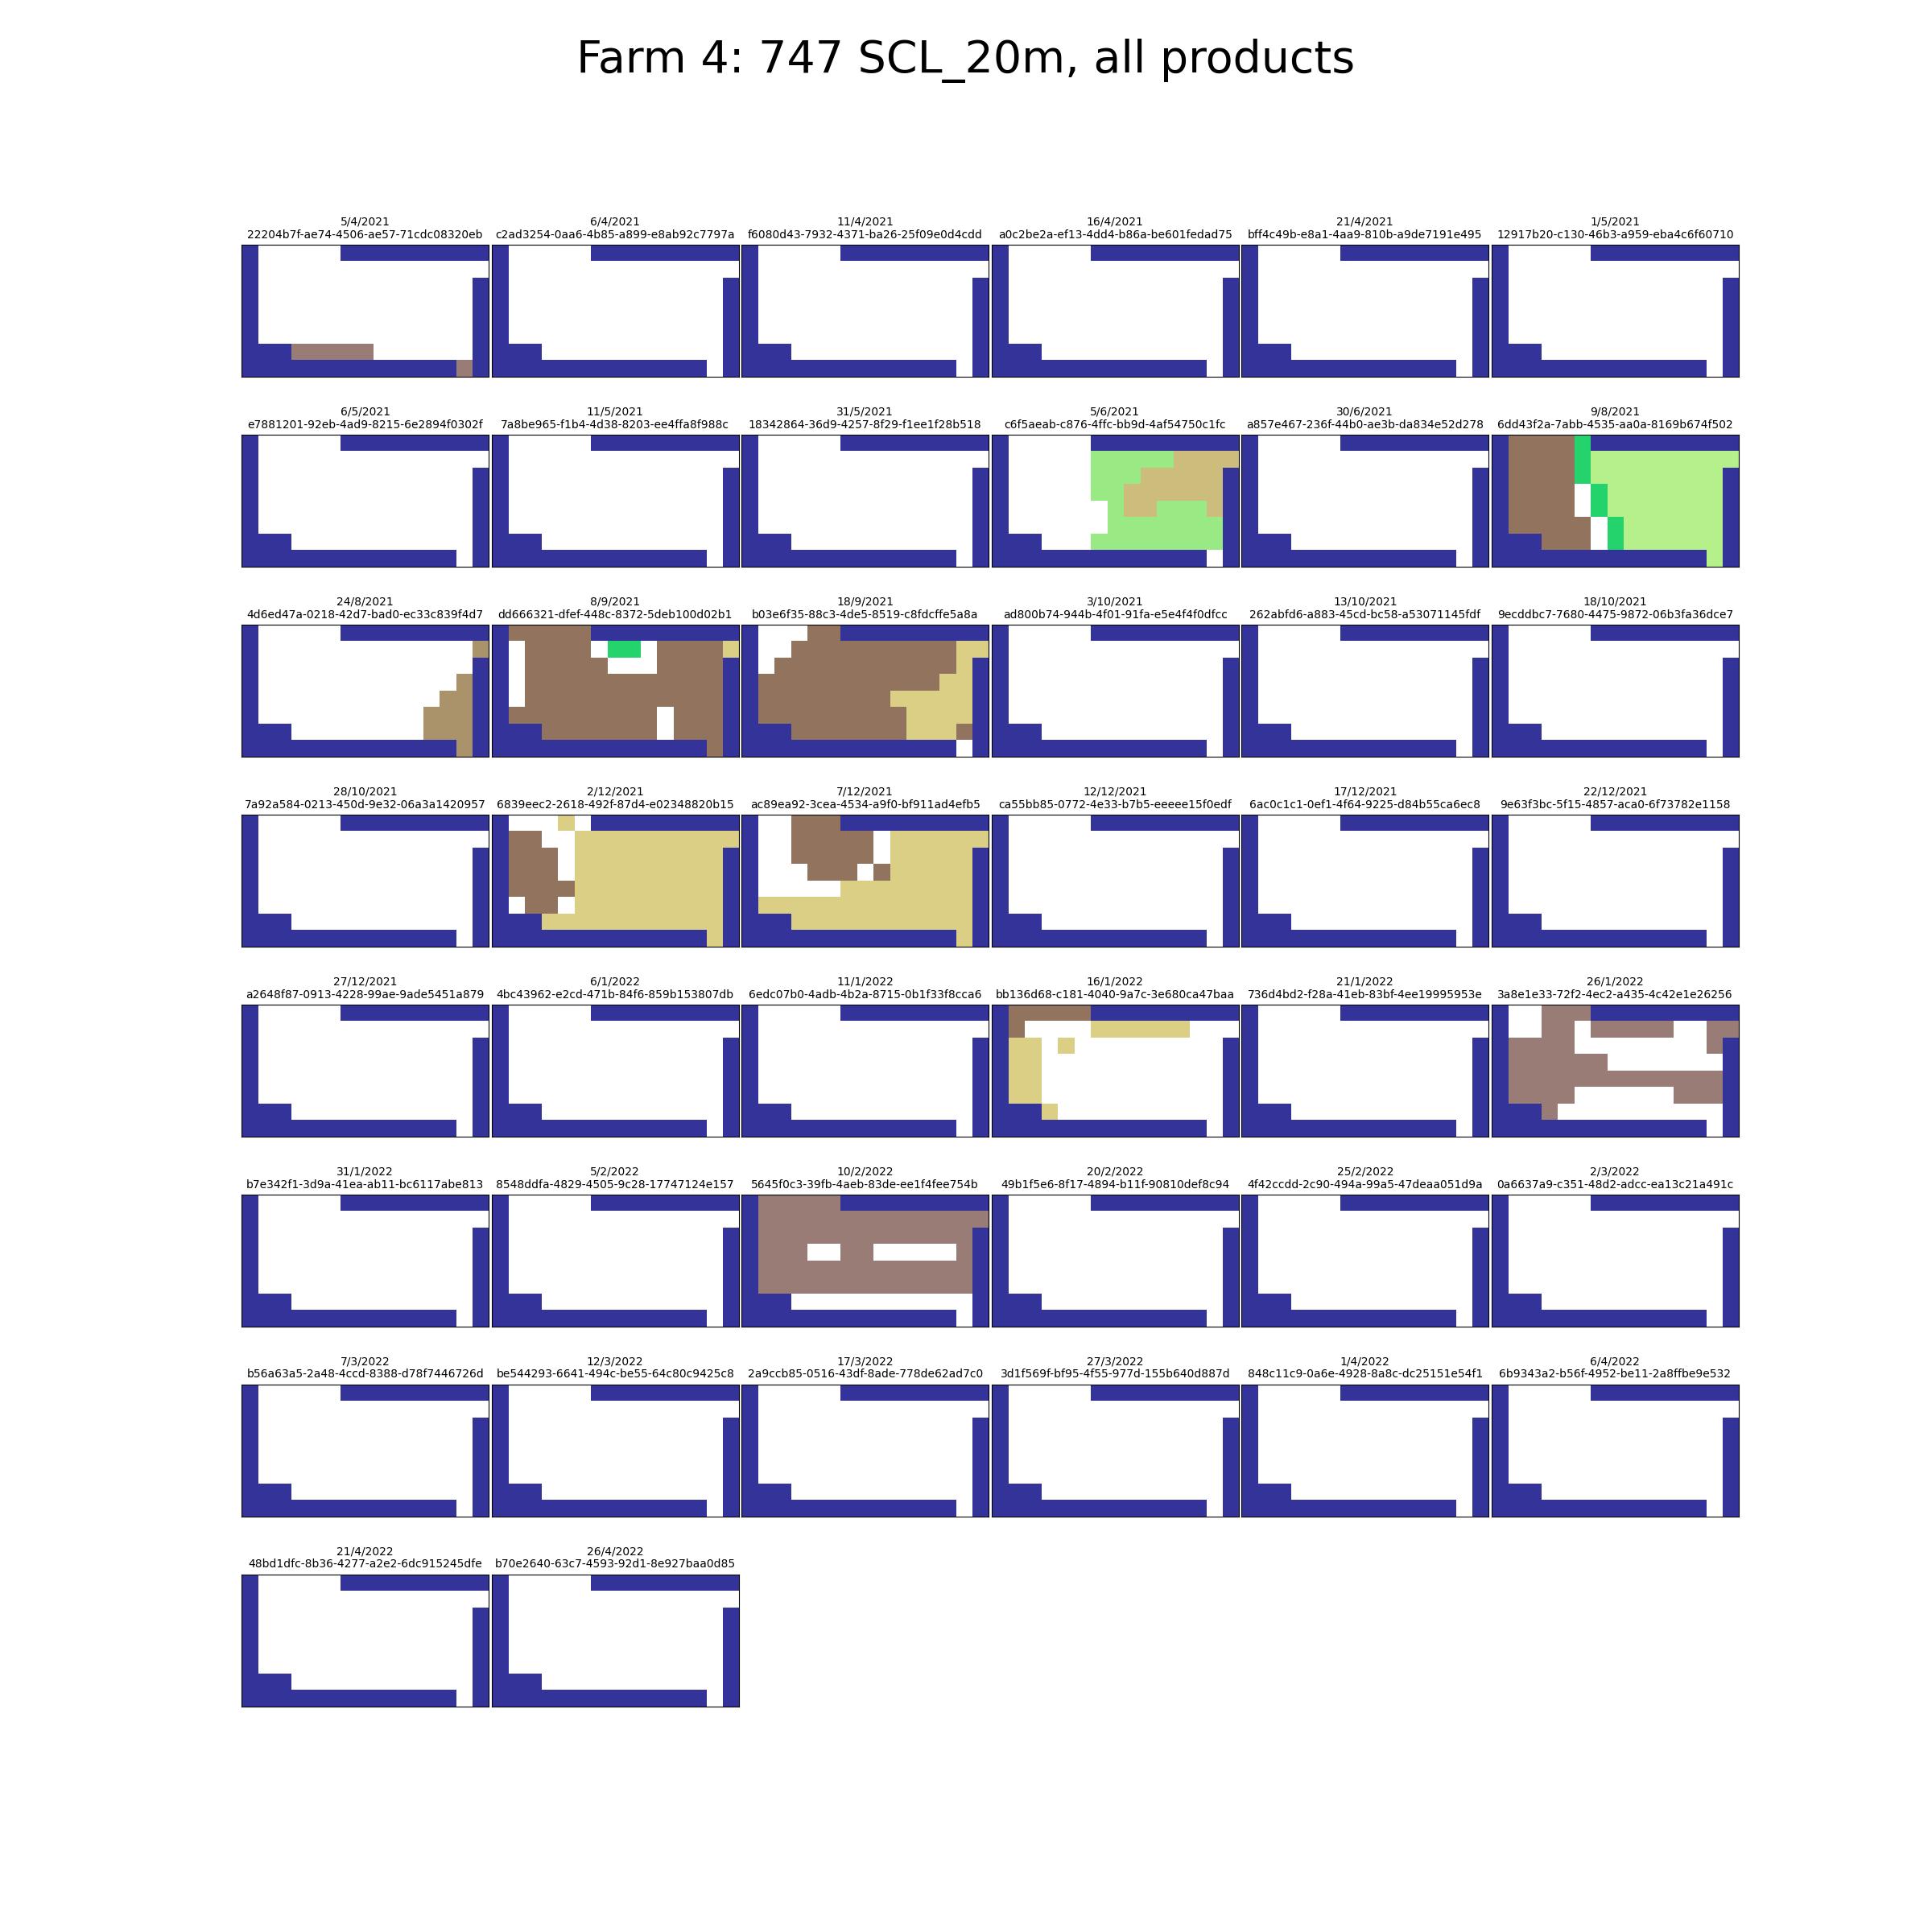 Farm 4: 747 SCL_20m, all products
5/4/2021
22204b7f-ae74-4506-ae57-71cdc08320eb
6/4/2021
c2ad3254-0aa6-4b85-a899-e8ab92c7797a
11/4/2021
f6080d43-7932-4371-ba26-25f09e0d4cdd
16/4/2021
a0c2be2a-ef13-4dd4-b86a-be601fedad75
21/4/2021
bff4c49b-e8a1-4aa9-810b-a9de7191e495
1/5/2021
12917b20-c130-46b3-a959-eba4c6f60710
6/5/2021
e7881201-92eb-4ad9-8215-6e2894f0302f
11/5/2021
7a8be965-f1b4-4d38-8203-ee4ffa8f988c
31/5/2021
18342864-36d9-4257-8f29-f1ee1f28b518
5/6/2021
c6f5aeab-c876-4ffc-bb9d-4af54750c1fc
30/6/2021
a857e467-236f-44b0-ae3b-da834e52d278
9/8/2021
6dd43f2a-7abb-4535-aa0a-8169b674f502
24/8/2021
4d6ed47a-0218-42d7-bad0-ec33c839f4d7
8/9/2021
dd666321-dfef-448c-8372-5deb100d02b1
18/9/2021
b03e6f35-88c3-4de5-8519-c8fdcffe5a8a
3/10/2021
ad800b74-944b-4f01-91fa-e5e4f4f0dfcc
13/10/2021
262abfd6-a883-45cd-bc58-a53071145fdf
18/10/2021
9ecddbc7-7680-4475-9872-06b3fa36dce7
28/10/2021
7a92a584-0213-450d-9e32-06a3a1420957
2/12/2021
6839eec2-2618-492f-87d4-e02348820b15
7/12/2021
ac89ea92-3cea-4534-a9f0-bf911ad4efb5
12/12/2021
ca55bb85-0772-4e33-b7b5-eeeee15f0edf
17/12/2021
6ac0c1c1-0ef1-4f64-9225-d84b55ca6ec8
22/12/2021
9e63f3bc-5f15-4857-aca0-6f73782e1158
27/12/2021
a2648f87-0913-4228-99ae-9ade5451a879
6/1/2022
4bc43962-e2cd-471b-84f6-859b153807db
11/1/2022
6edc07b0-4adb-4b2a-8715-0b1f33f8cca6
16/1/2022
bb136d68-c181-4040-9a7c-3e680ca47baa
21/1/2022
736d4bd2-f28a-41eb-83bf-4ee19995953e
26/1/2022
3a8e1e33-72f2-4ec2-a435-4c42e1e26256
31/1/2022
b7e342f1-3d9a-41ea-ab11-bc6117abe813
5/2/2022
8548ddfa-4829-4505-9c28-17747124e157
10/2/2022
5645f0c3-39fb-4aeb-83de-ee1f4fee754b
20/2/2022
49b1f5e6-8f17-4894-b11f-90810def8c94
25/2/2022
4f42ccdd-2c90-494a-99a5-47deaa051d9a
2/3/2022
0a6637a9-c351-48d2-adcc-ea13c21a491c
7/3/2022
b56a63a5-2a48-4ccd-8388-d78f7446726d
12/3/2022
be544293-6641-494c-be55-64c80c9425c8
17/3/2022
2a9ccb85-0516-43df-8ade-778de62ad7c0
27/3/2022
3d1f569f-bf95-4f55-977d-155b640d887d
1/4/2022
848c11c9-0a6e-4928-8a8c-dc25151e54f1
6/4/2022
6b9343a2-b56f-4952-be11-2a8ffbe9e532
21/4/2022
48bd1dfc-8b36-4277-a2e2-6dc915245dfe
26/4/2022
b70e2640-63c7-4593-92d1-8e927baa0d85